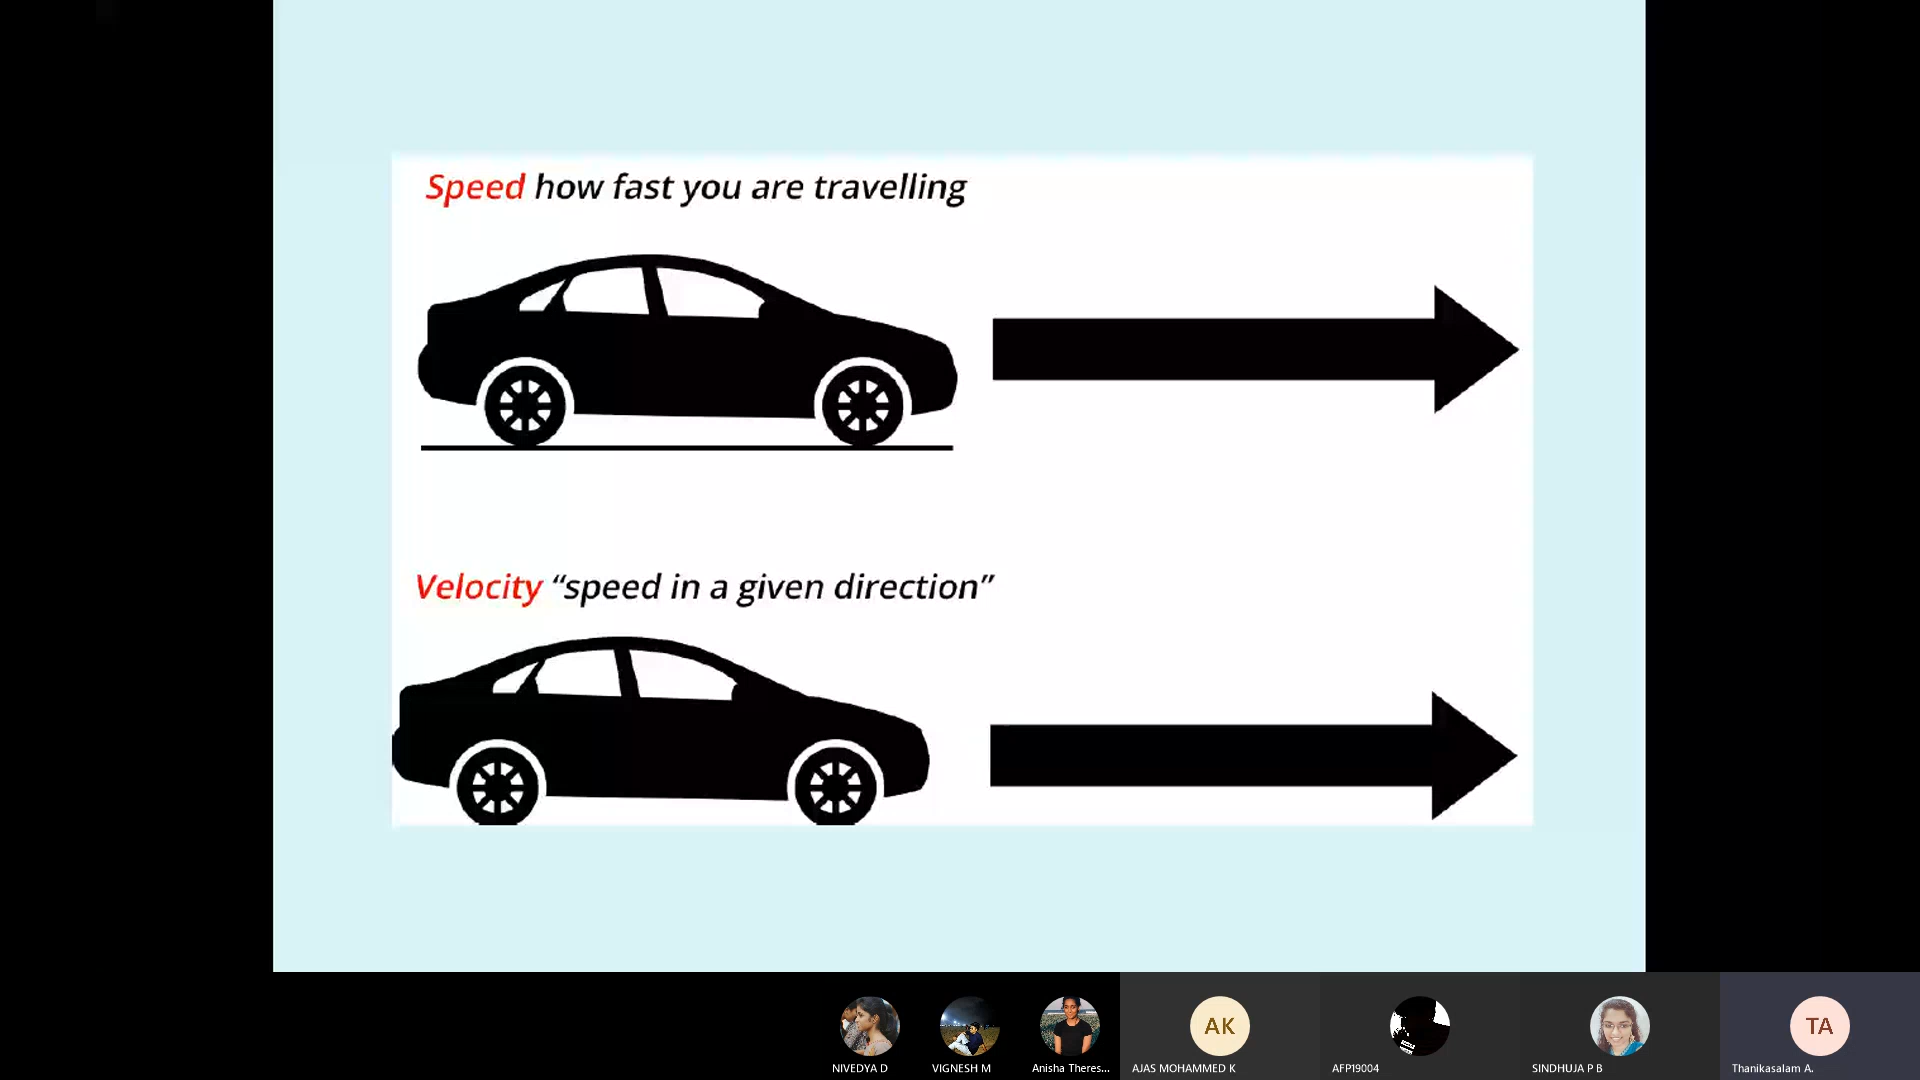 Speed how fast you are travelling
Velocity “speed in a given direction”
NIVEDYA D
VIGNESH M
Anisha Theres...
AK
AJAS MOHAMMED K
AFP19004
SINDHUJA P B
TA
Thanikasalam A.